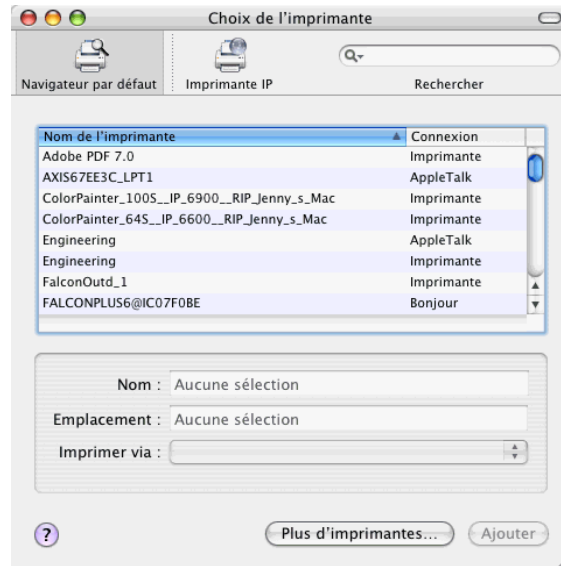 Choix de l'imprimante
Navigateur par défaut
Imprimante IP
Rechercher
Nom de l'imprimante Connexion
Adobe PDF 7.0 Imprimante
AXIS67EE3C_LPT1 AppleTalk
ColorPainter_100S__IP_6900__RIP_Jenny_s_Mac Imprimante
ColorPainter_64S__IP_6600__RIP_Jenny_s_Mac Imprimante
Engineering AppleTalk
Engineering Imprimante
FalconOutd_1 Imprimante
FALCONPLUS6@IC07F0BE Bonjour
Nom : Aucune sélection
Emplacement : Aucune sélection
Imprimer via :
? Plus d'imprimantes... Ajouter